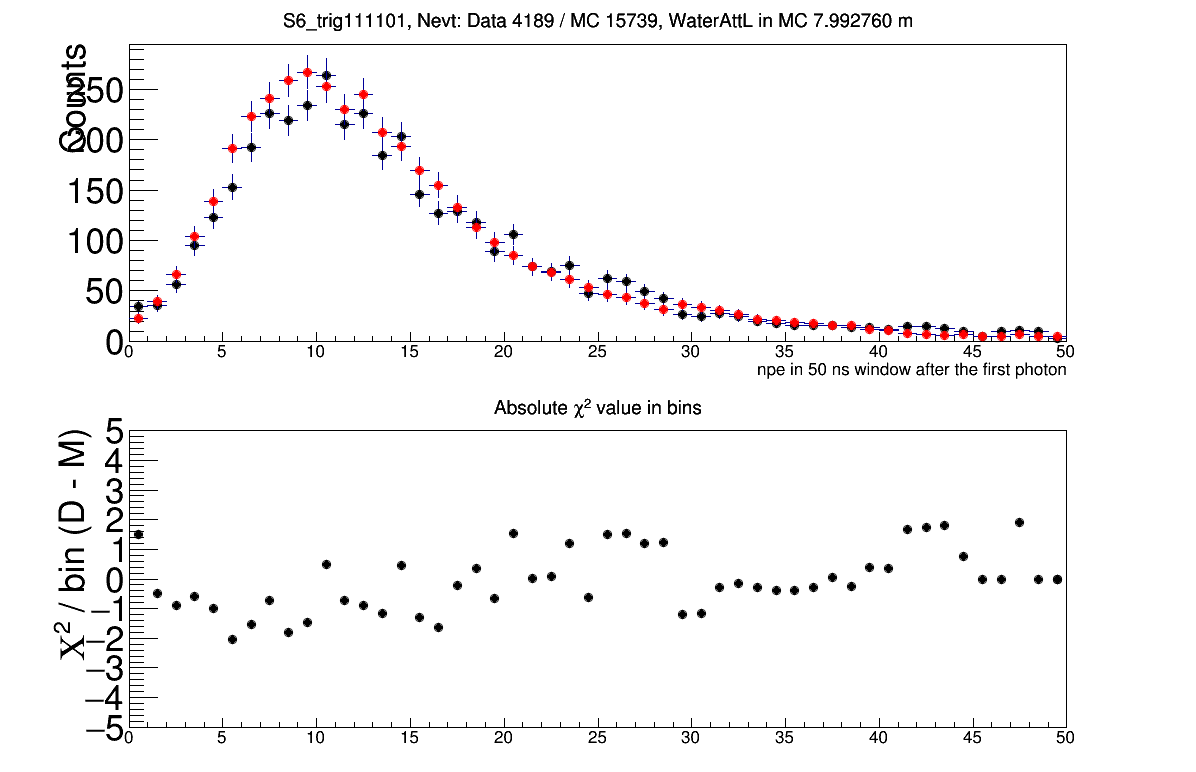 S6_trig111101, Nevt: Data 4189 / MC 15739, WaterAttL in MC 7.992760 m
Counts
250
200
150
100
50
0
0 5 10 15 20 25 30 35 40 45 50
npe in 50 ns window after the first photon
Absolute χ² value in bins
X² / bin (D - M)
5
4
3
2
1
0
−1
−2
−3
−4
−5
0 5 10 15 20 25 30 35 40 45 50